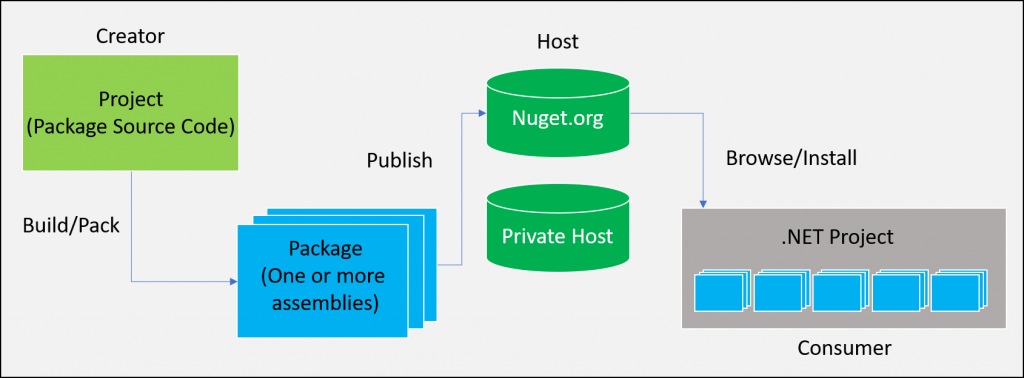 Creator
Project
(Package Source Code)
Build/Pack
Package
(One or more
assemblies)
Publish
Host
Nuget.org
Private Host
Browse/Install
.NET Project
Consumer